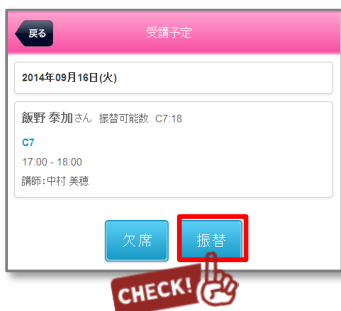 戻る
受講予定
2014年09月16日(火)
飯野 泰加さん 振替可能数 C7:18
C7
17:00 - 18:00
講師:中村 美穂
欠席
振替
CHECK!